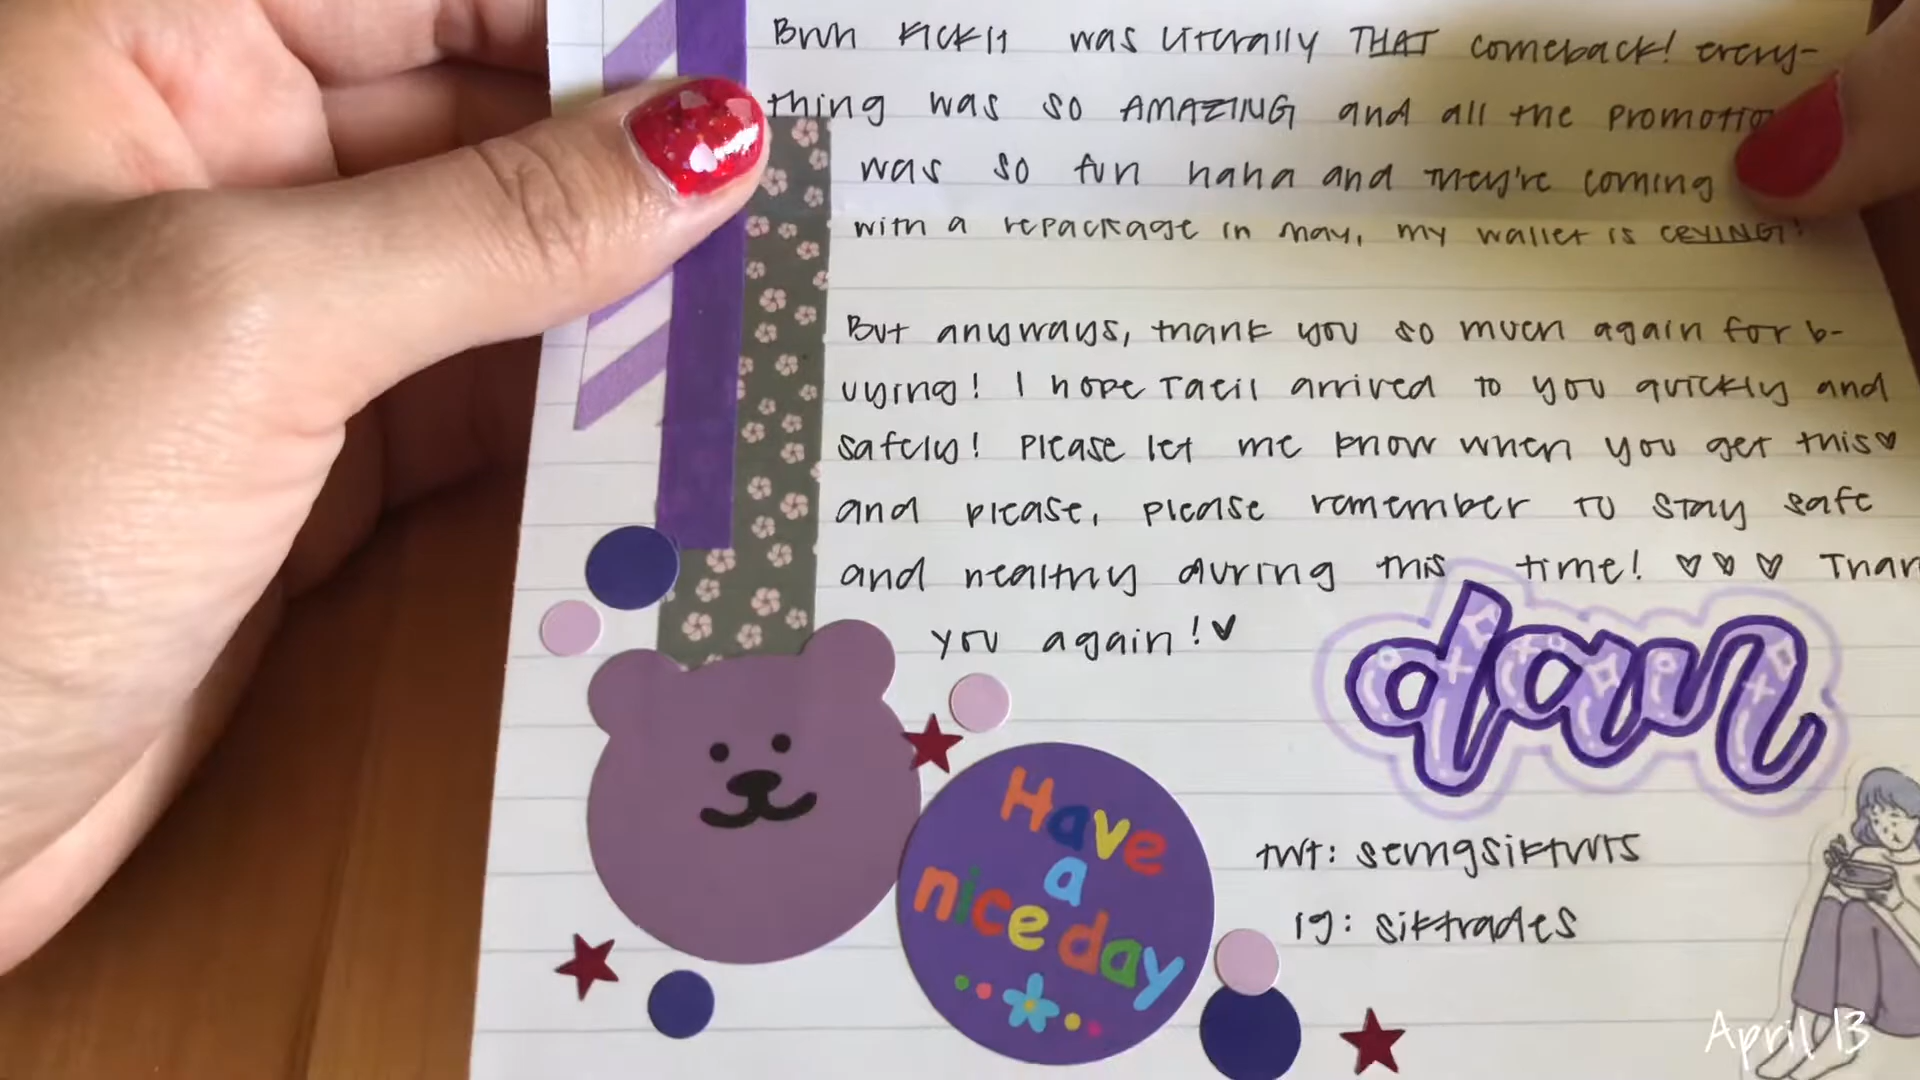 Bruh KICK IT was literally THAT comeback! every-
thing was so AMAZING and all the promotio
was so fun haha and they're coming
with a repackage in may, my wallet is CRYING!
But anyways, thank you so much again for b-
uying! I hope Taeil arrived to you quickly and
safely! Please let me know when you get this♡
and please, please remember to stay safe
and healthy during this time! ♡♡♡ Than
you again!♥
dan
Have
a
nice day
twt: semgsiktwts
ig: siktrades
April 13